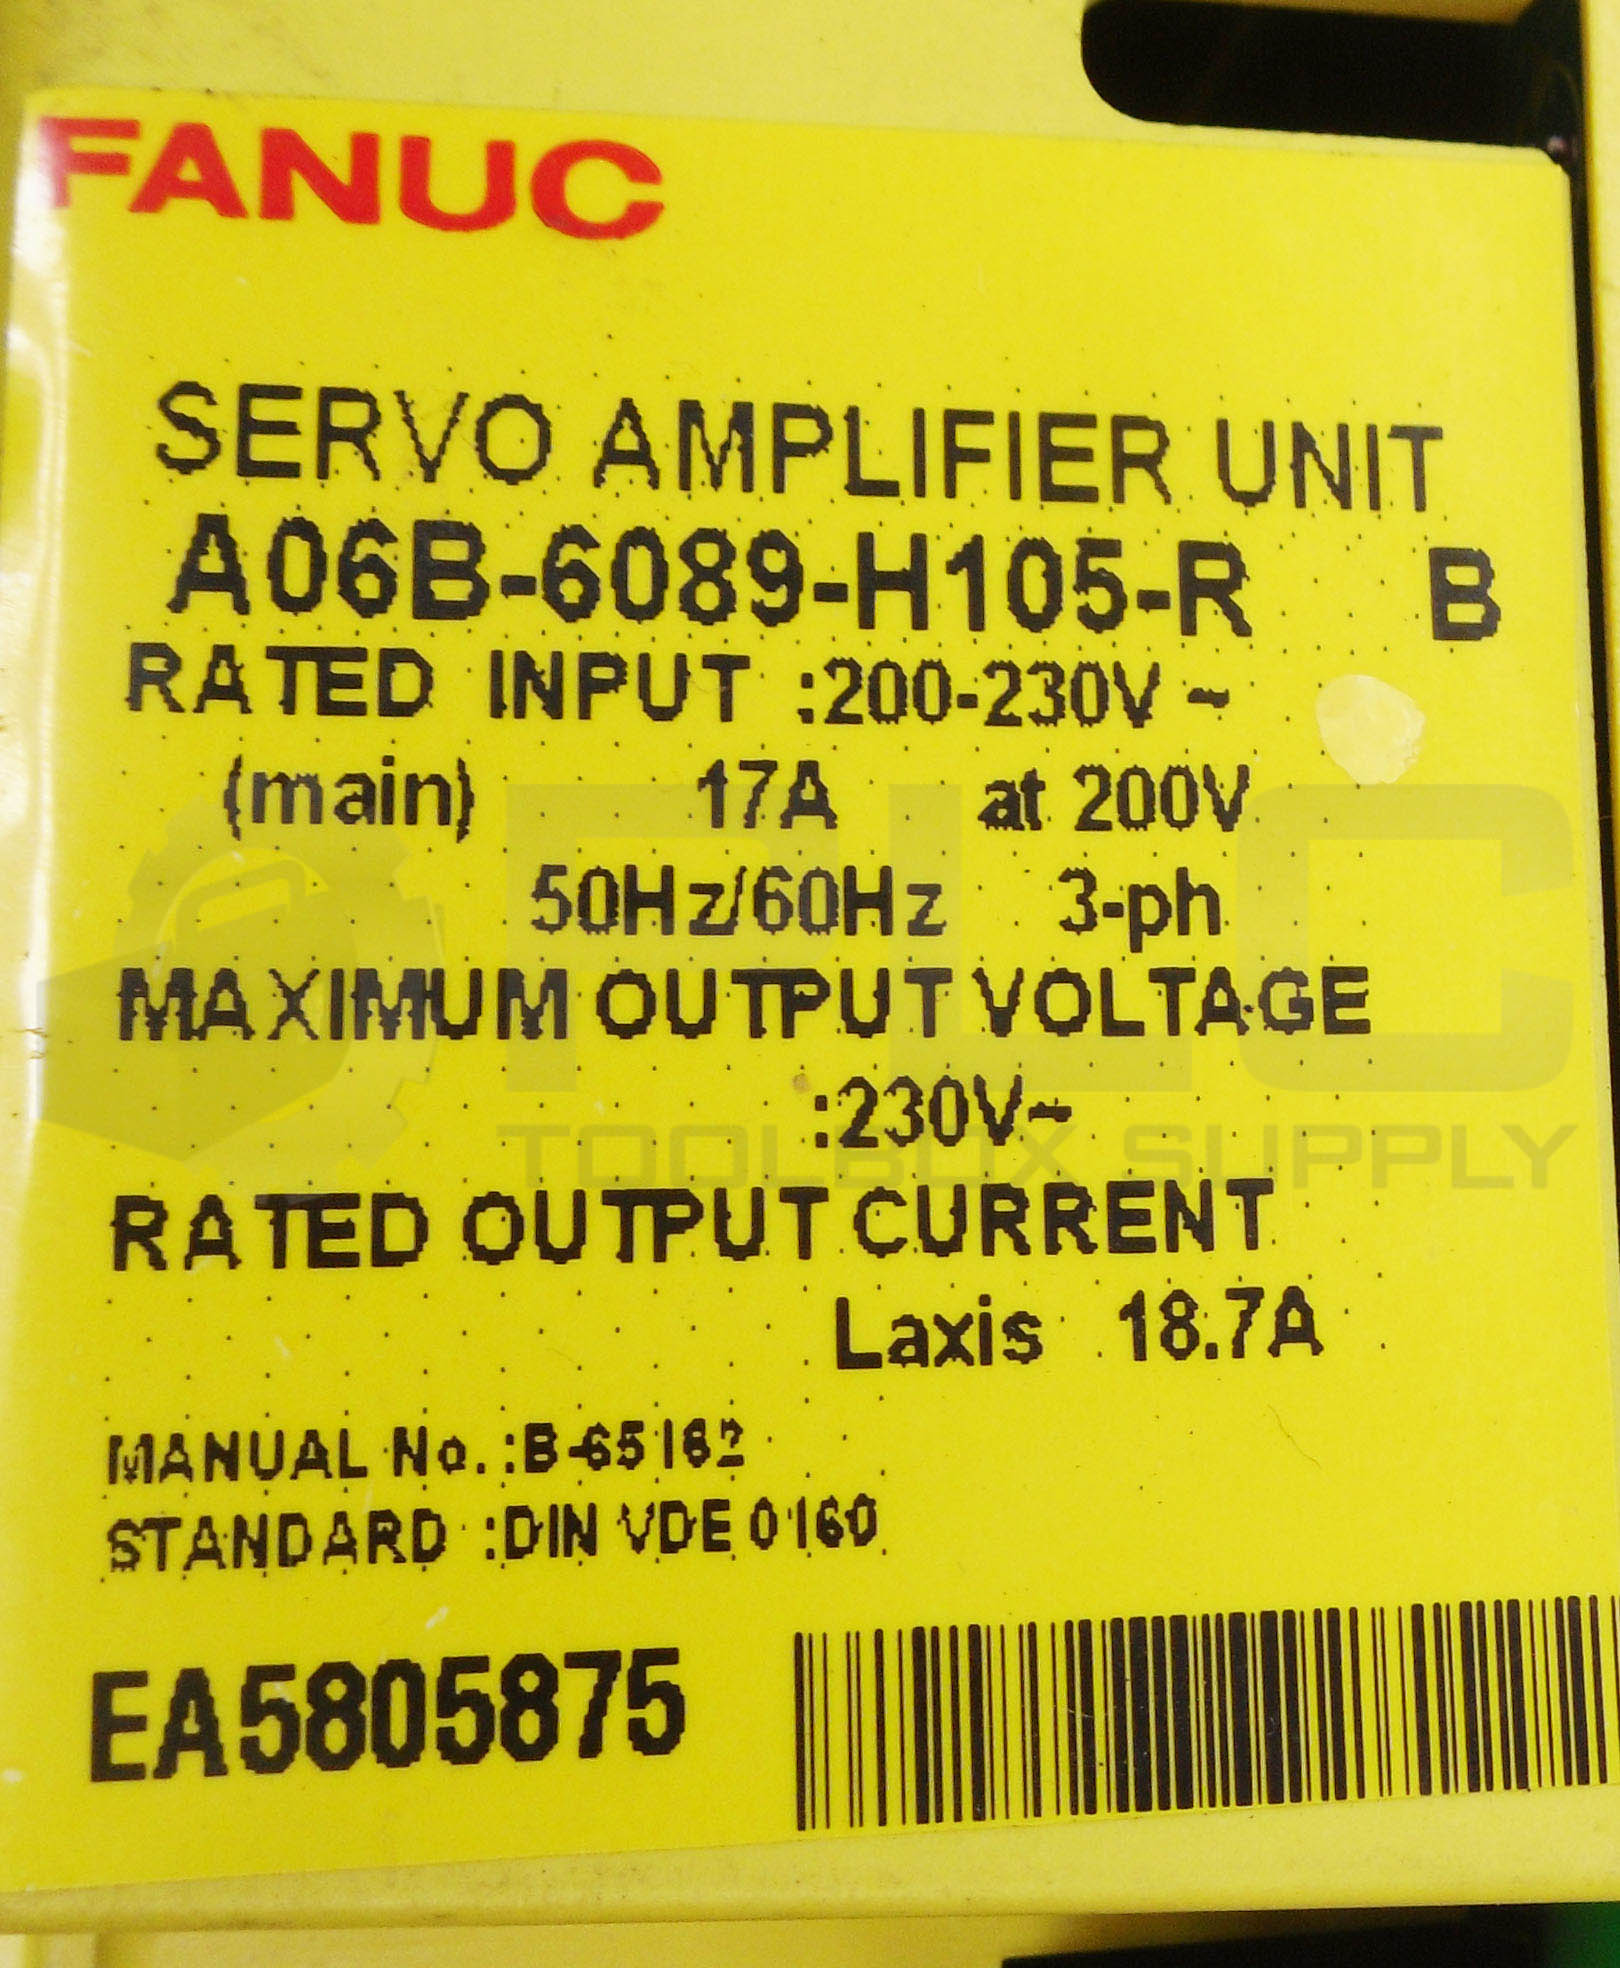 FANUC
SERVO AMPLIFIER UNIT
A06B-6089-H105-R B
RATED INPUT :200-230V~
(main) 17A at 200V
50Hz/60Hz 3-ph
MAXIMUM OUTPUT VOLTAGE
:230V~
RATED OUTPUT CURRENT
Laxis 18.7A
MANUAL No. :B-65162
STANDARD :DIN VDE 0160
EA5805875
PLC
TOOLBOX SUPPLY